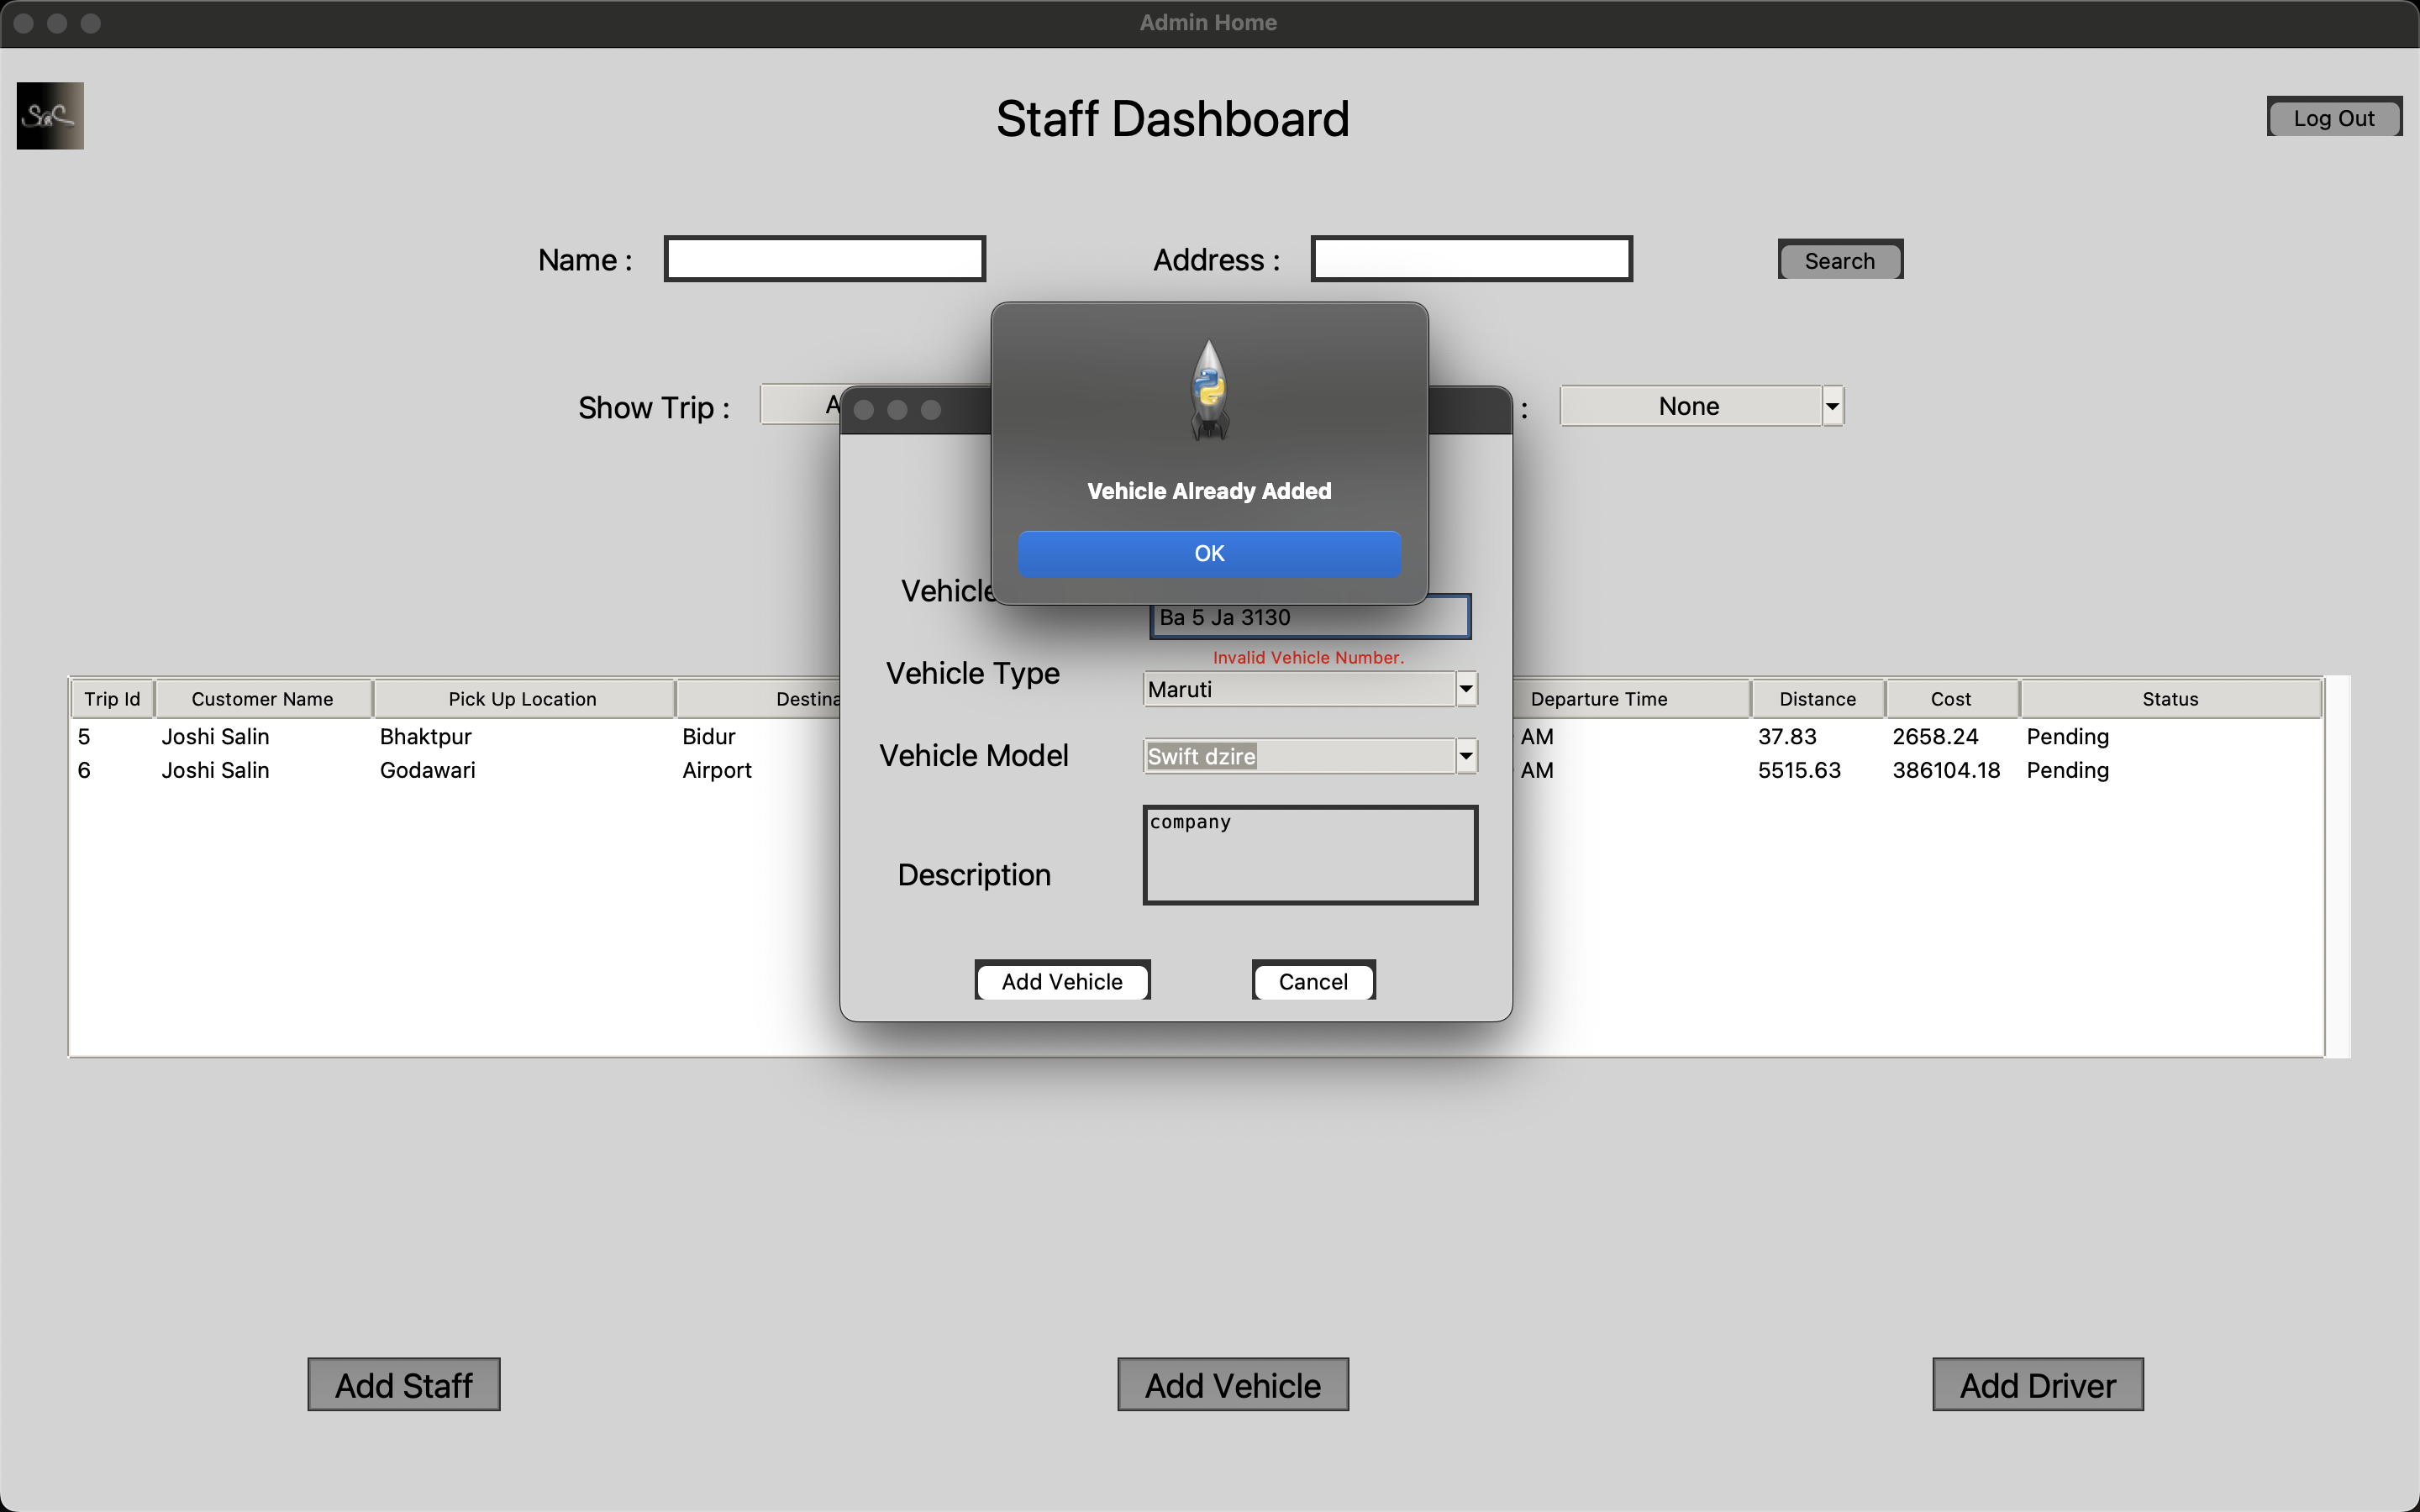 Admin Home
SaC
Staff Dashboard
Log Out
Name :
Address :
Search
Show Trip :
A
:
None
Vehicle Already Added
OK
Vehicle
Ba 5 Ja 3130
Invalid Vehicle Number.
Vehicle Type
Maruti
Vehicle Model
Swift dzire
Description
company
Add Vehicle
Cancel
Trip Id Customer Name Pick Up Location Destina Departure Time Distance Cost Status
5 Joshi Salin Bhaktpur Bidur AM 37.83 2658.24 Pending
6 Joshi Salin Godawari Airport AM 5515.63 386104.18 Pending
Add Staff
Add Vehicle
Add Driver